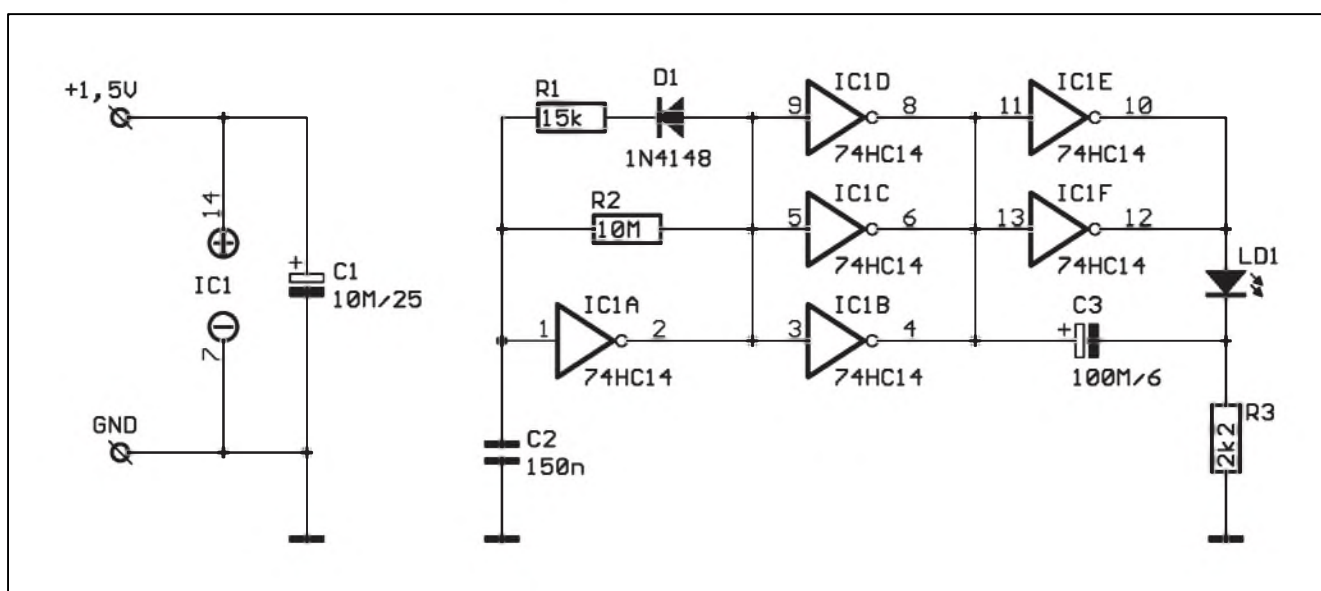 +1,5V
14
IC1
7
C1
10M/25
+
GND
R1
15k
D1
1N4148
R2
10M
IC1A
1
2
74HC14
C2
150n
IC1D
9
8
74HC14
IC1C
5
6
74HC14
IC1B
3
4
74HC14
IC1E
11
10
74HC14
IC1F
13
12
74HC14
LD1
C3
+
100M/6
R3
2k2